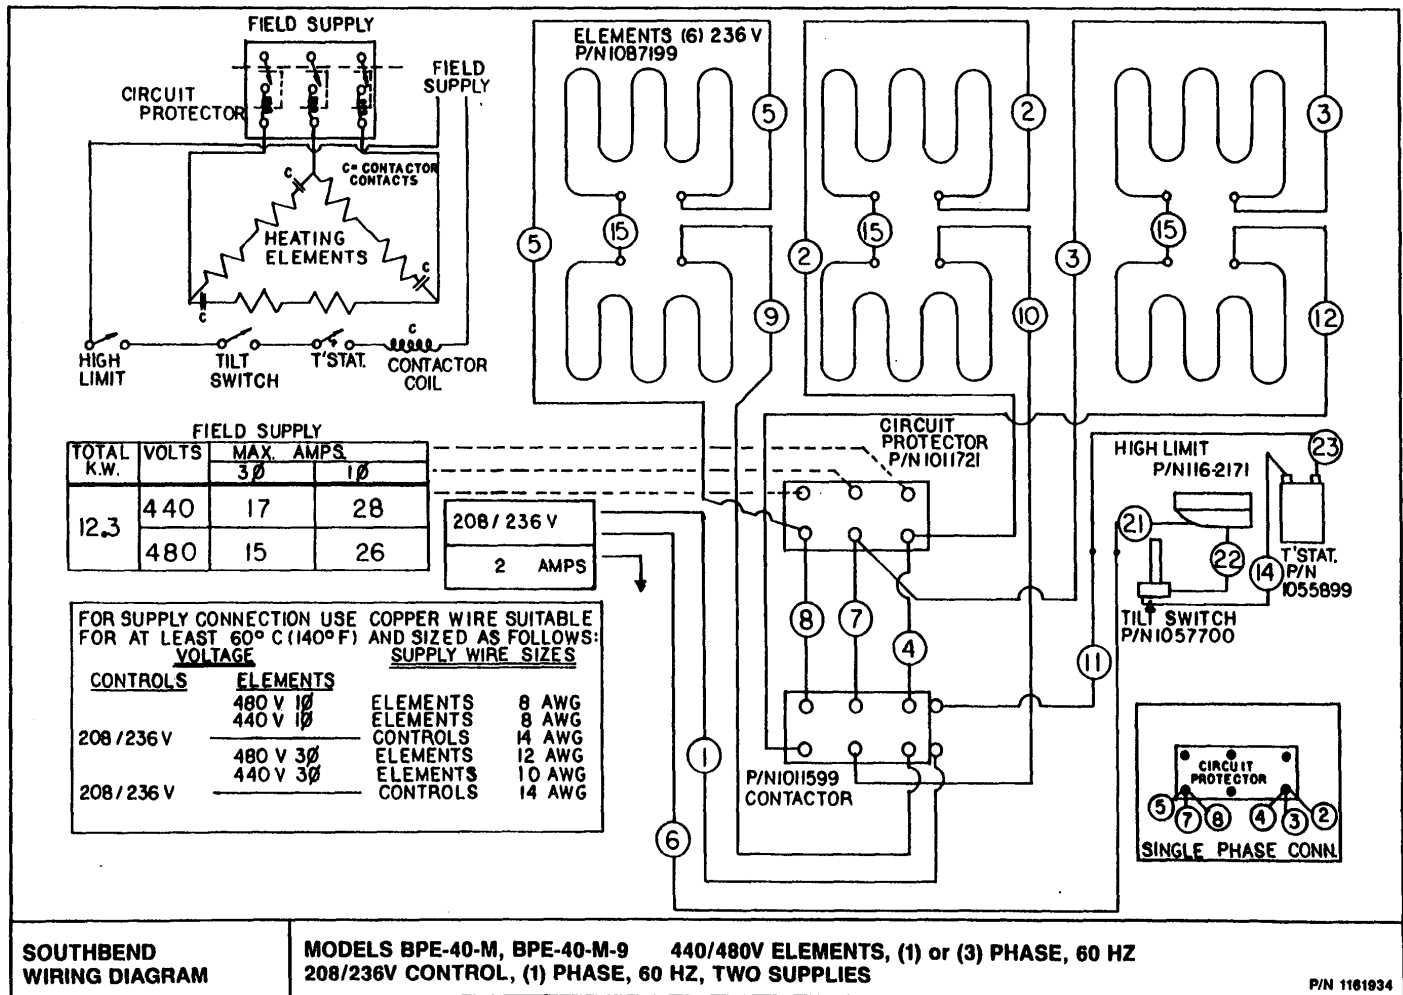 FIELD SUPPLY
CIRCUIT
PROTECTOR
FIELD
SUPPLY
C= CONTACTOR
CONTACTS
C
HEATING
ELEMENTS
C
C
HIGH
LIMIT
TILT
SWITCH
T'STAT.
C
CONTACTOR
COIL
ELEMENTS (6) 236 V
P/N1087199
5
2
3
15
15
15
5
2
3
9
10
12
FIELD SUPPLY
TOTAL K.W. VOLTS MAX. AMPS.
3Ø 1Ø
12.3 440 17 28
480 15 26
208/236 V
2 AMPS
CIRCUIT
PROTECTOR
P/N1011721
HIGH LIMIT
P/N116-2171
23
21
22
14
T'STAT.
P/N
1055899
TILT SWITCH
P/N1057700
8
7
4
11
1
6
P/N1011599
CONTACTOR
FOR SUPPLY CONNECTION USE COPPER WIRE SUITABLE
FOR AT LEAST 60° C (140° F) AND SIZED AS FOLLOWS:
VOLTAGE SUPPLY WIRE SIZES
CONTROLS ELEMENTS
480 V 1Ø ELEMENTS 8 AWG
440 V 1Ø ELEMENTS 8 AWG
208/236 V CONTROLS 14 AWG
480 V 3Ø ELEMENTS 12 AWG
440 V 3Ø ELEMENTS 10 AWG
208/236 V CONTROLS 14 AWG
CIRCUIT
PROTECTOR
5 7 8 4 3 2
SINGLE PHASE CONN.
SOUTHBEND
WIRING DIAGRAM
MODELS BPE-40-M, BPE-40-M-9 440/480V ELEMENTS, (1) or (3) PHASE, 60 HZ
208/236V CONTROL, (1) PHASE, 60 HZ, TWO SUPPLIES
P/N 1161934